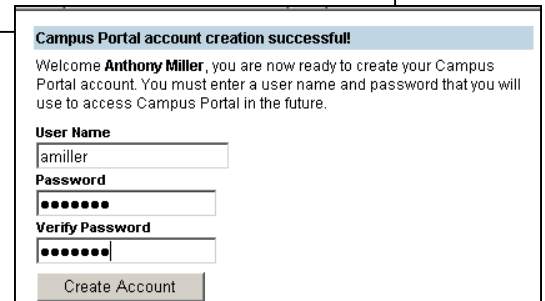 Campus Portal account creation successful!
Welcome Anthony Miller, you are now ready to create your Campus
Portal account. You must enter a user name and password that you will
use to access Campus Portal in the future.
User Name
amiller
Password
●●●●●●●
Verify Password
●●●●●●●
Create Account